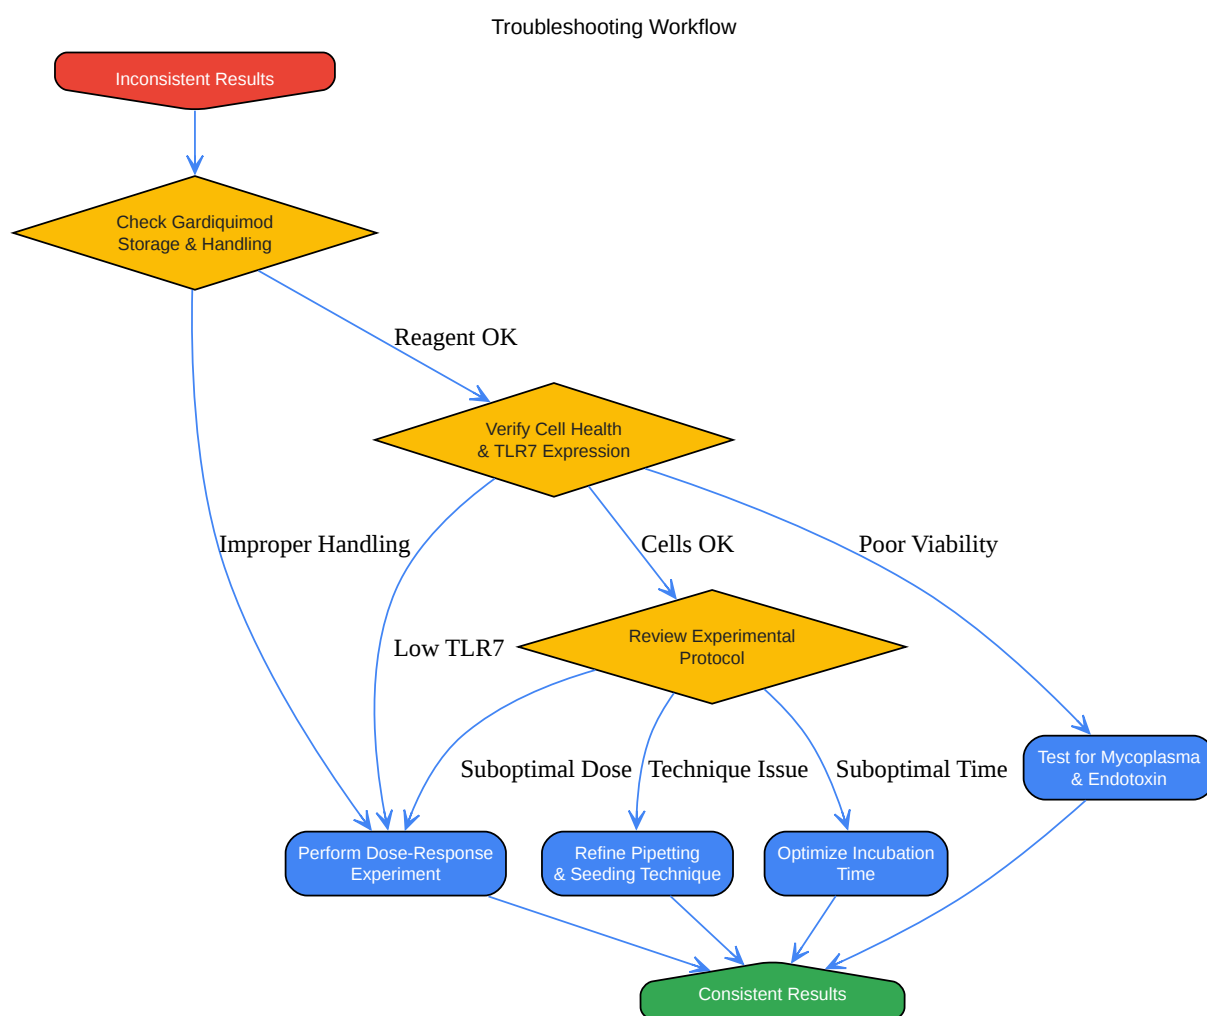 Troubleshooting Workflow
Inconsistent Results
Check Gardiquimod
Storage & Handling
Reagent OK
Verify Cell Health
& TLR7 Expression
Improper Handling
Cells OK
Poor Viability
Low TLR7
Review Experimental
Protocol
Suboptimal Dose
Technique Issue
Suboptimal Time
Test for Mycoplasma
& Endotoxin
Perform Dose-Response
Experiment
Refine Pipetting
& Seeding Technique
Optimize Incubation
Time
Consistent Results